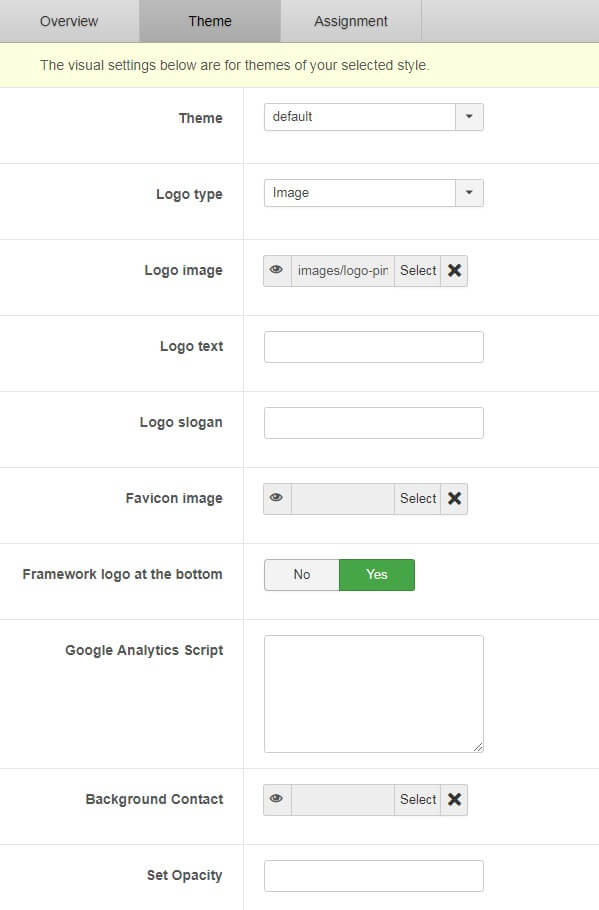 Overview Theme Assignment
The visual settings below are for themes of your selected style.
Theme default
Logo type Image
Logo image images/logo-pin Select
Logo text
Logo slogan
Favicon image Select
Framework logo at the bottom No Yes
Google Analytics Script
Background Contact Select
Set Opacity